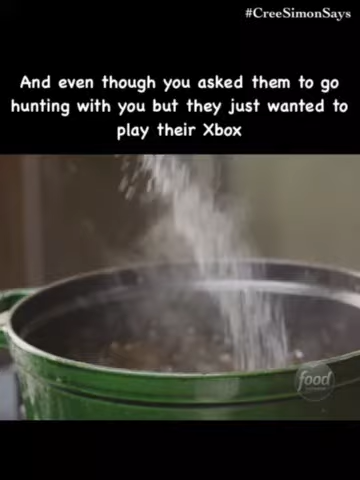 #CreeSimonSays
And even though you asked them to go
hunting with you but they just wanted to
play their Xbox
food